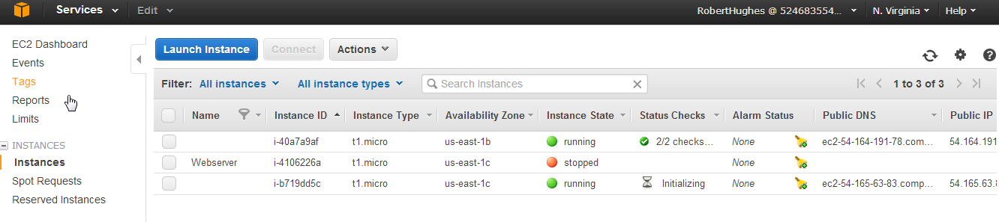 Services Edit RobertHughes @ 524683554... N. Virginia Help
EC2 Dashboard
Events
Tags
Reports
Limits
INSTANCES
Instances
Spot Requests
Reserved Instances
Launch Instance Connect Actions
Filter: All instances All instance types Search Instances 1 to 3 of 3
Name Instance ID Instance Type Availability Zone Instance State Status Checks Alarm Status Public DNS Public IP
i-40a7a9af t1.micro us-east-1b running 2/2 checks... None ec2-54-164-191-78.com... 54.164.191
Webserver i-4106226a t1.micro us-east-1c stopped None
i-b719dd5c t1.micro us-east-1c running Initializing None ec2-54-165-63-83.comp... 54.165.63.8